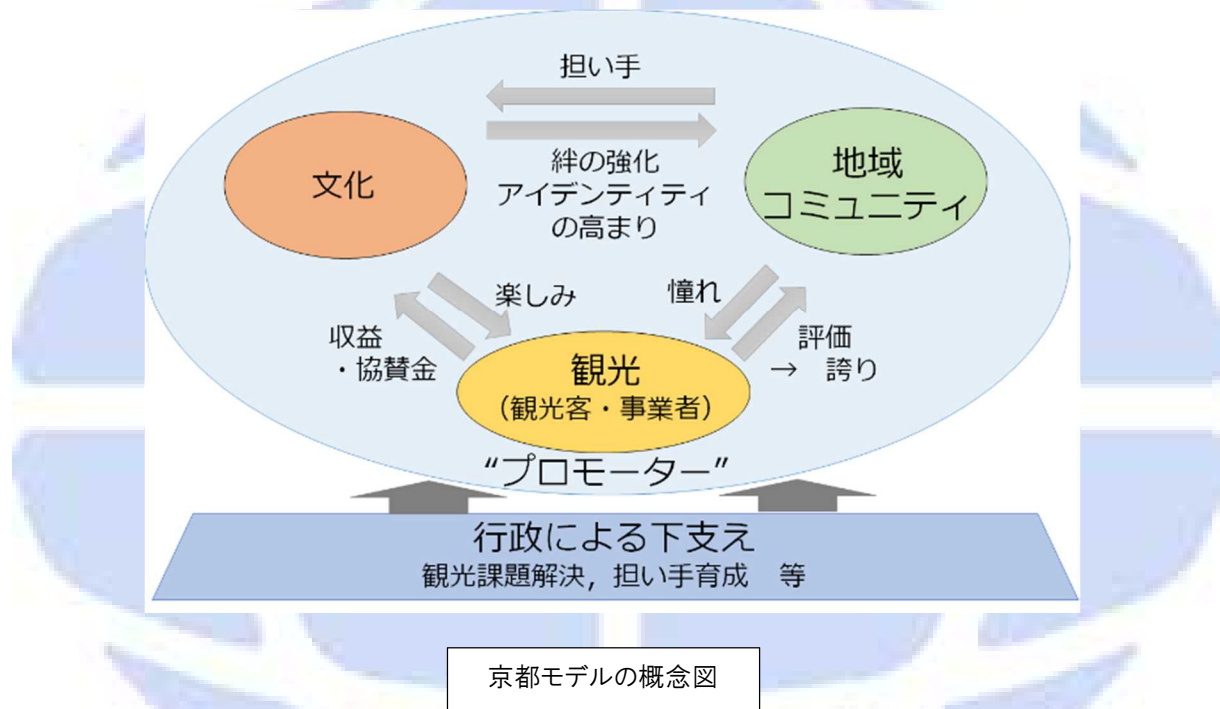 担い手
文化
地域
コミュニティ
絆の強化
アイデンティティ
の高まり
楽しみ
憧れ
収益
・協賛金
評価
→ 誇り
観光
（観光客・事業者）
“プロモーター”
行政による下支え
観光課題解決，担い手育成　等
京都モデルの概念図